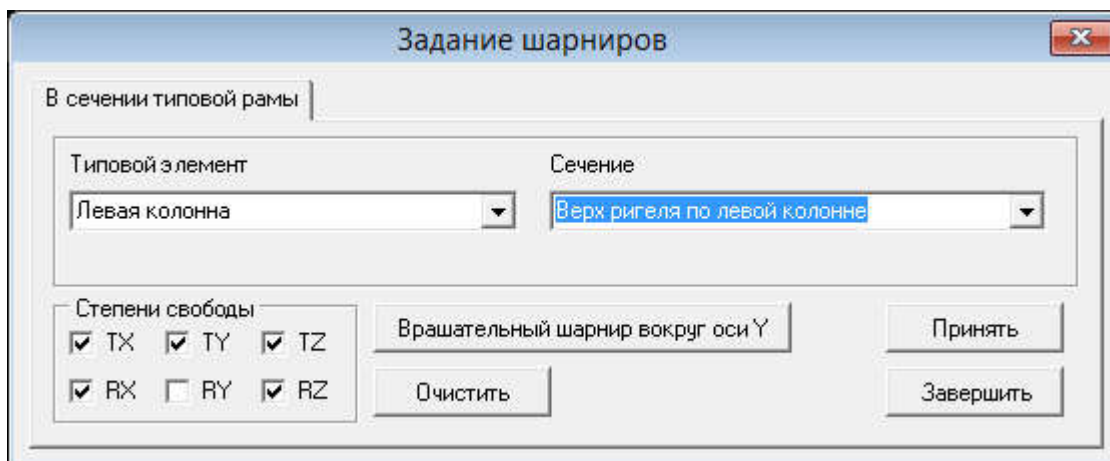 Задание шарниров
В сечении типовой рамы
Типовой элемент Сечение
Левая колонна Верх ригеля по левой колонне
Степени свободы
TX TY TZ Врашательный шарнир вокруг оси Y Принять
RX RY RZ Очистить Завершить